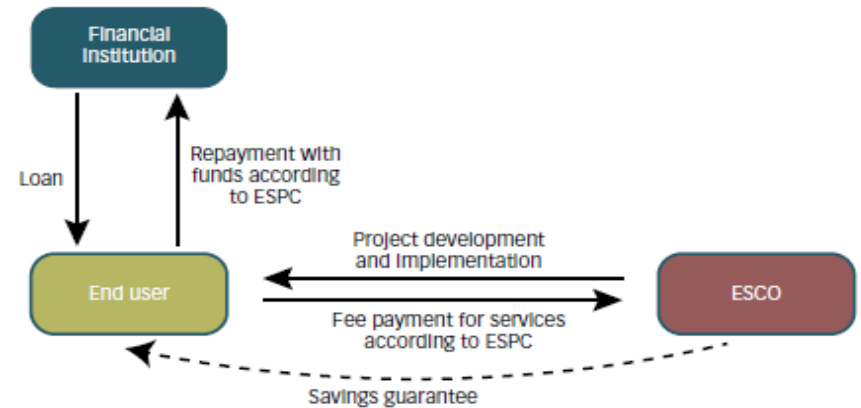 Financial
Institution
Loan
Repayment with
funds according
to ESPC
Project development
and implementation
End user
ESCO
Fee payment for services
according to ESPC
Savings guarantee